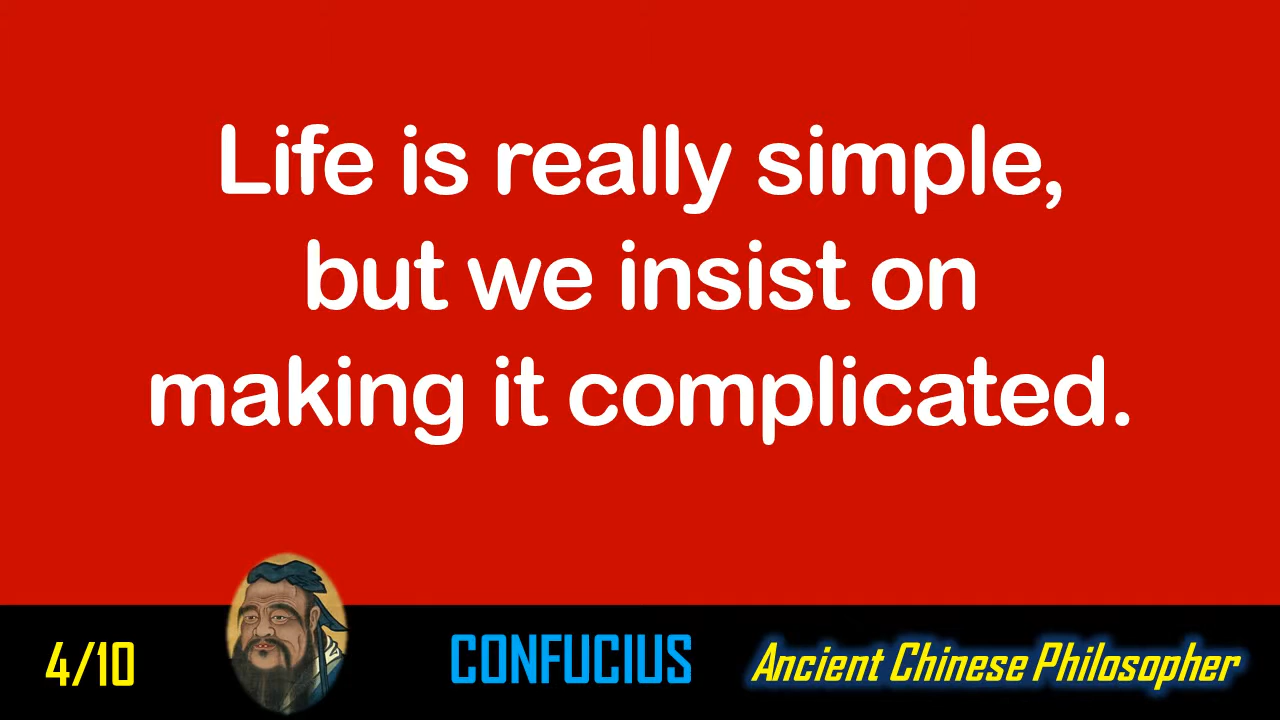 Life is really simple,
but we insist on
making it complicated.
4/10
CONFUCIUS
Ancient Chinese Philosopher